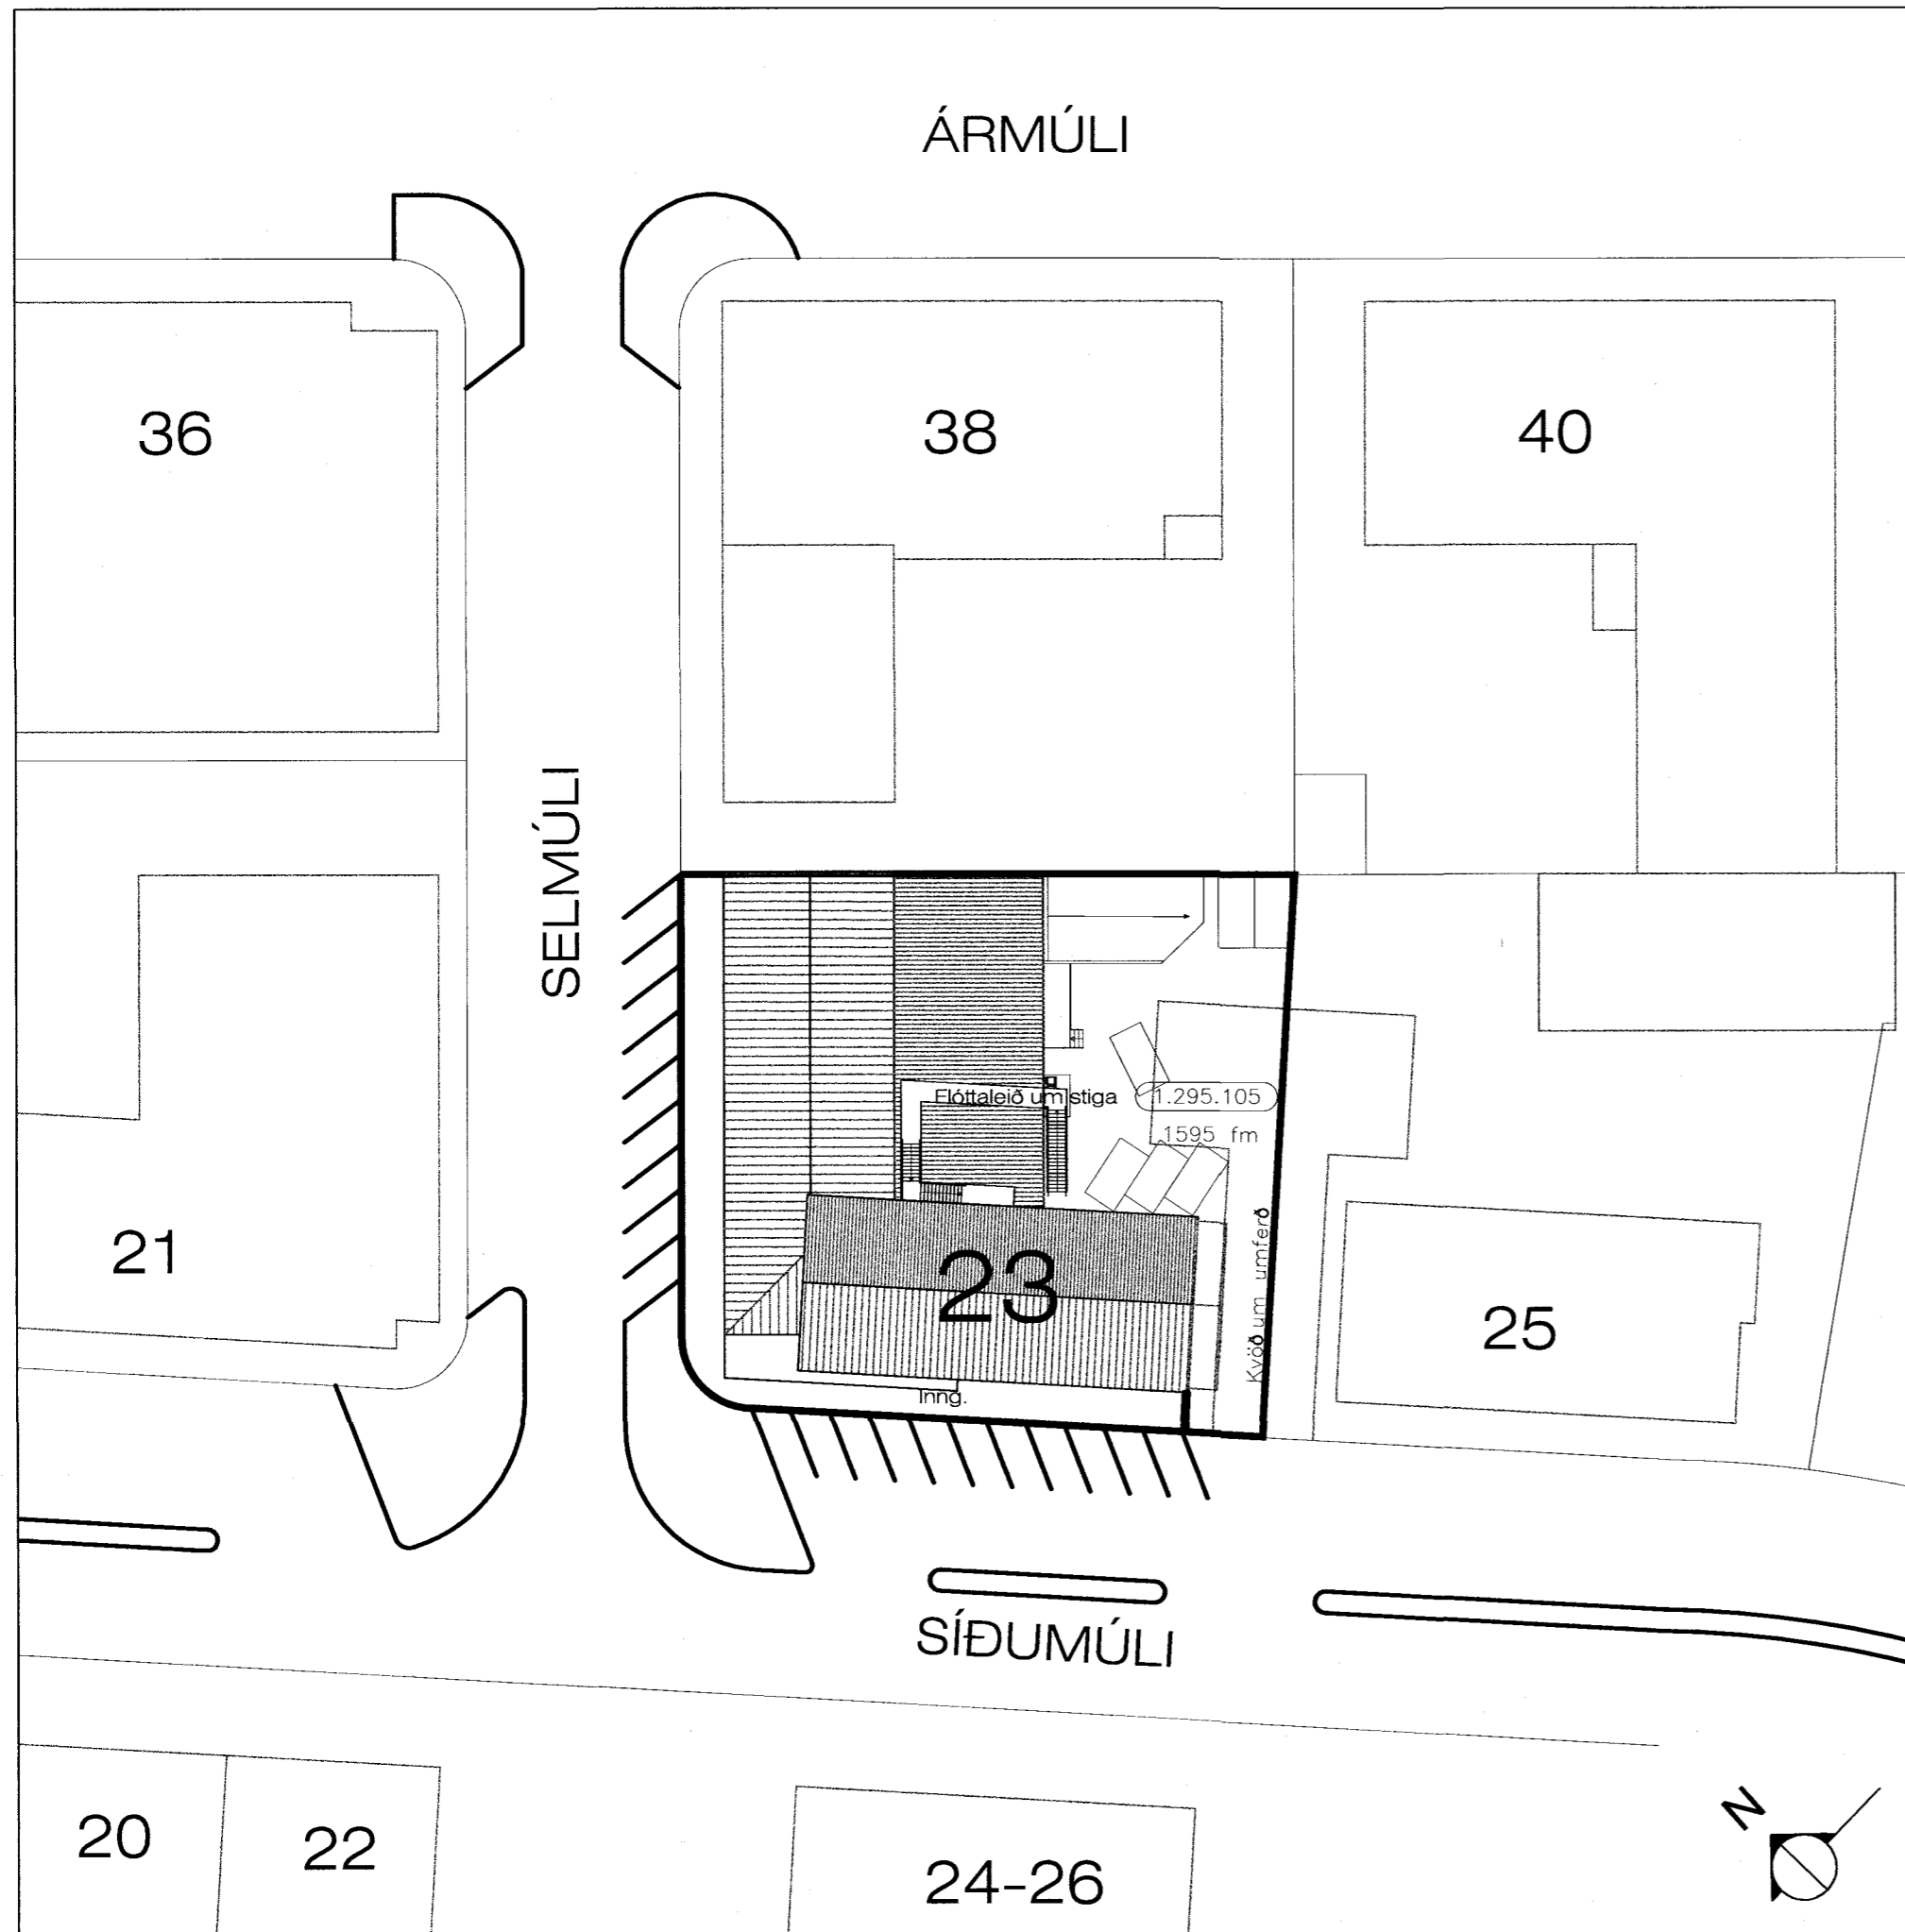 ÁRMÚLI
36
38
40
SELMÚLI
Flóttaleið um stiga
1.295.105
1595 fm
21
23
Kvöð um umferð
25
Inng.
SÍÐUMÚLI
20
22
24-26
N